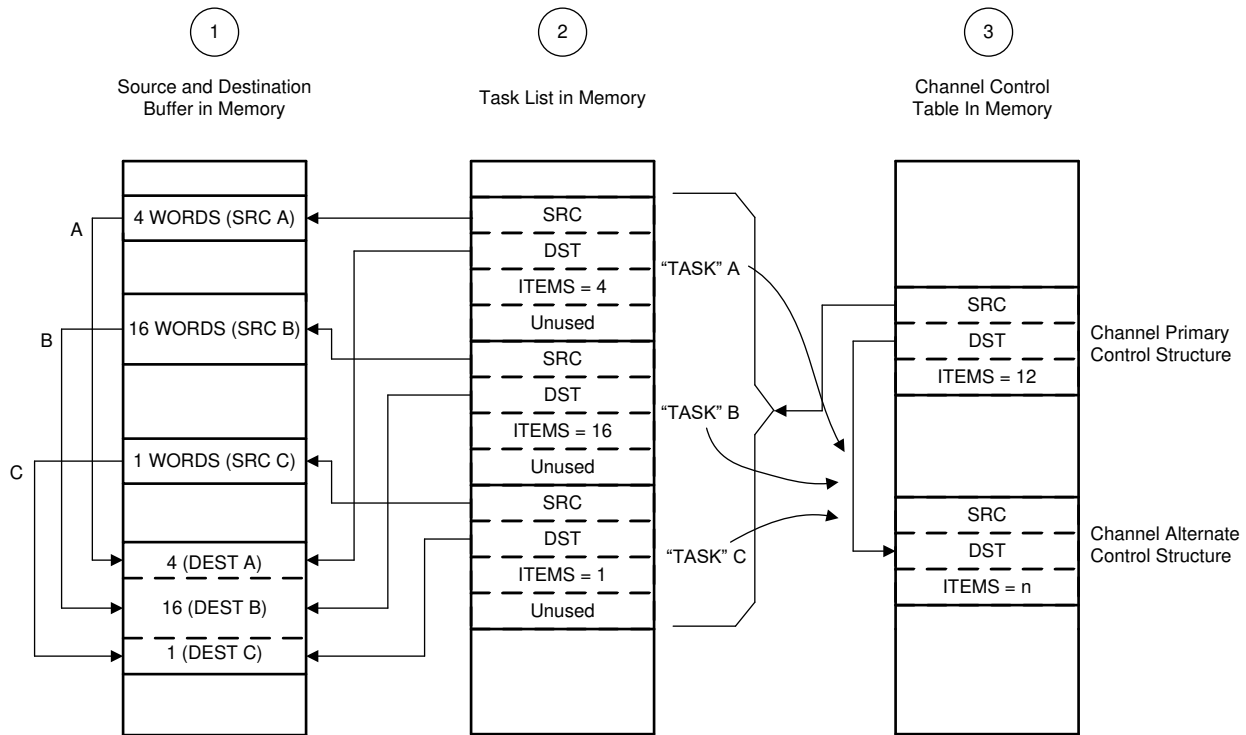 1
2
3
Source and Destination
Buffer in Memory
Task List in Memory
Channel Control
Table In Memory
A
B
C
4 WORDS (SRC A)
16 WORDS (SRC B)
1 WORDS (SRC C)
4 (DEST A)
16 (DEST B)
1 (DEST C)
SRC
DST
ITEMS = 4
Unused
SRC
DST
ITEMS = 16
Unused
SRC
DST
ITEMS = 1
Unused
“TASK” A
“TASK” B
“TASK” C
SRC
DST
ITEMS = 12
Channel Primary
Control Structure
SRC
DST
ITEMS = n
Channel Alternate
Control Structure